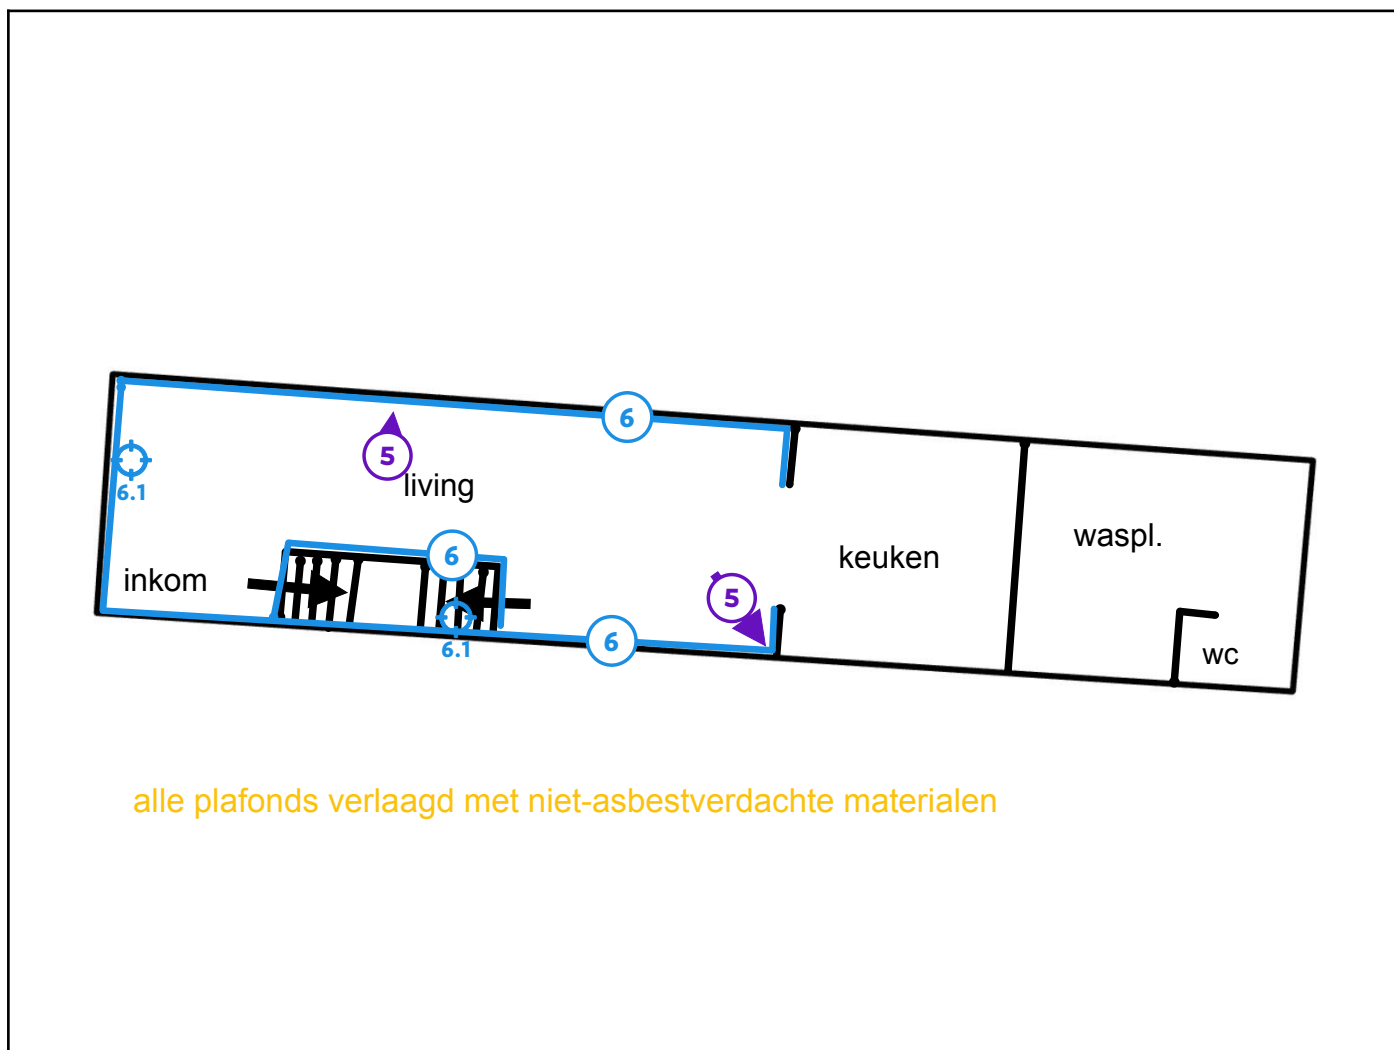 6
5
living
6.1
waspl.
keuken
6
inkom
5
6
6.1
wc
alle plafonds verlaagd met niet-asbestverdachte materialen